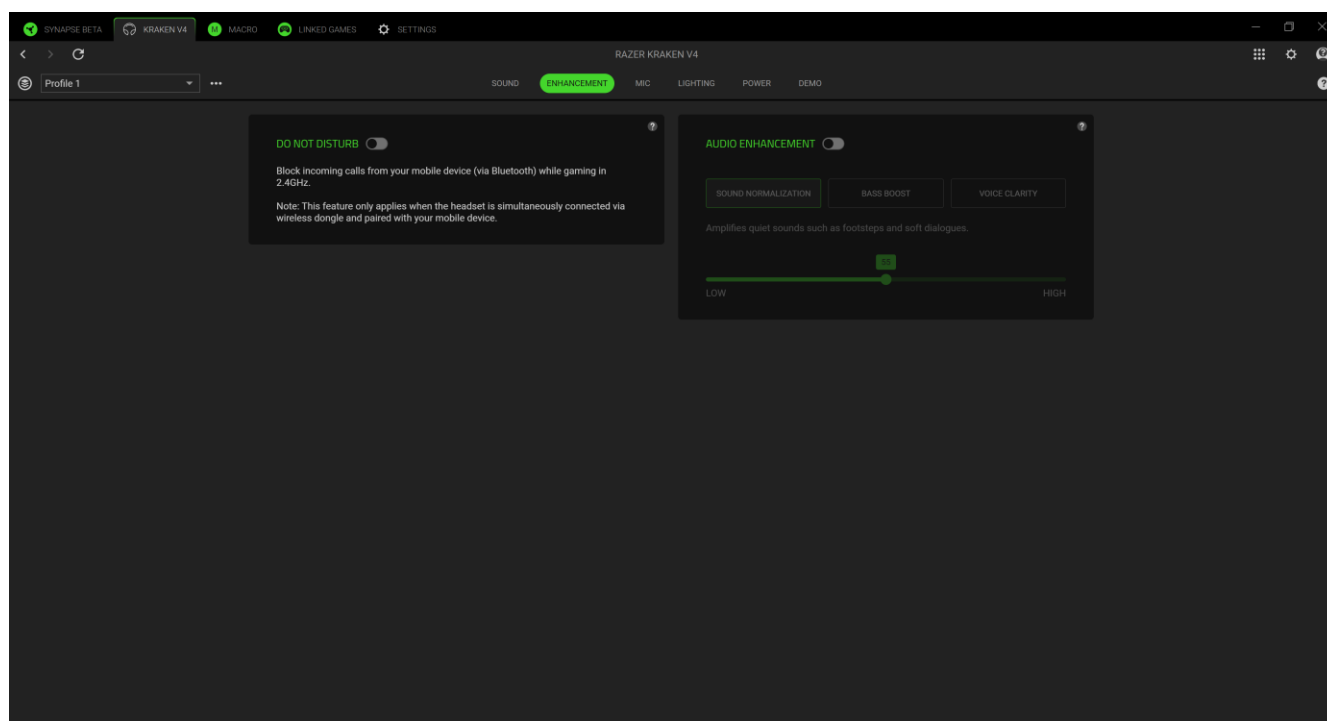 SYNAPSE BETA
KRAKEN V4
M
MACRO
LINKED GAMES
SETTINGS
RAZER KRAKEN V4
Profile 1
SOUND
ENHANCEMENT
MIC
LIGHTING
POWER
DEMO
?
?
DO NOT DISTURB
Block incoming calls from your mobile device (via Bluetooth) while gaming in
2.4GHz.
Note: This feature only applies when the headset is simultaneously connected via
wireless dongle and paired with your mobile device.
?
AUDIO ENHANCEMENT
SOUND NORMALIZATION
BASS BOOST
VOICE CLARITY
Amplifies quiet sounds such as footsteps and soft dialogues.
LOW
HIGH